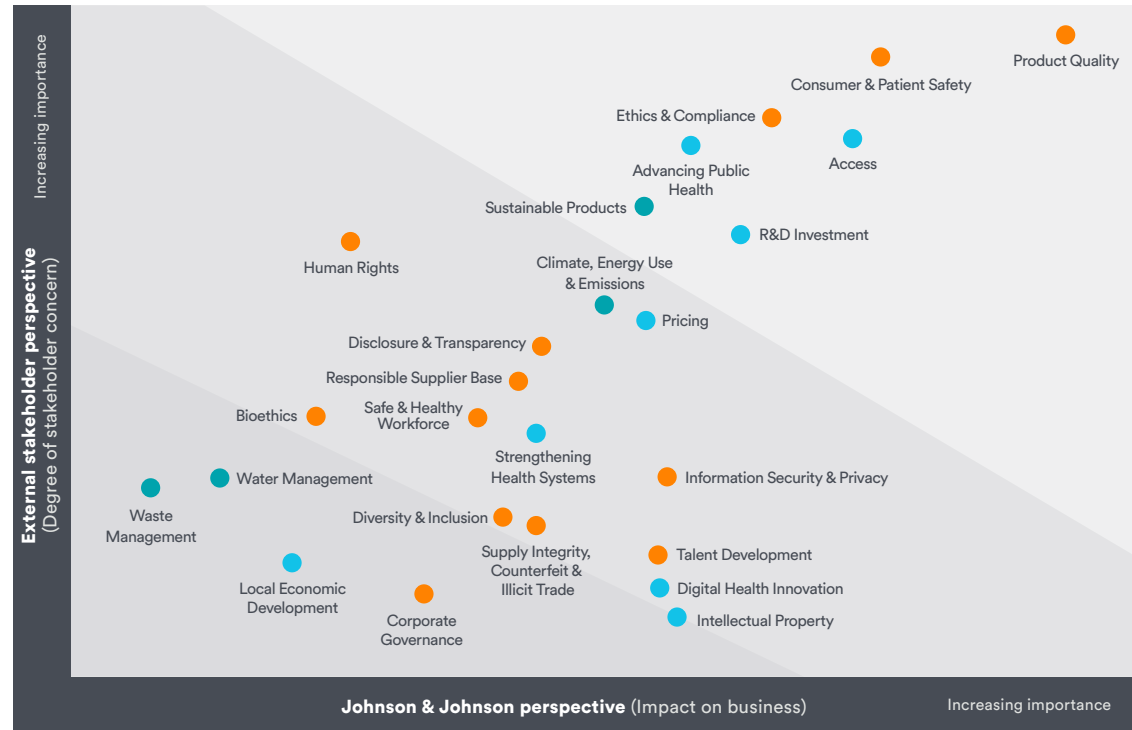 Increasing importance
External stakeholder perspective
(Degree of stakeholder concern)
Product Quality
Consumer & Patient Safety
Ethics & Compliance
Access
Advancing Public
Health
Sustainable Products
R&D Investment
Human Rights
Climate, Energy Use
& Emissions
Pricing
Disclosure & Transparency
Responsible Supplier Base
Bioethics
Safe & Healthy
Workforce
Strengthening
Health Systems
Water Management
Information Security & Privacy
Waste
Management
Diversity & Inclusion
Supply Integrity,
Counterfeit &
Illicit Trade
Talent Development
Local Economic
Development
Digital Health Innovation
Corporate
Governance
Intellectual Property
Johnson & Johnson perspective (Impact on business)
Increasing importance